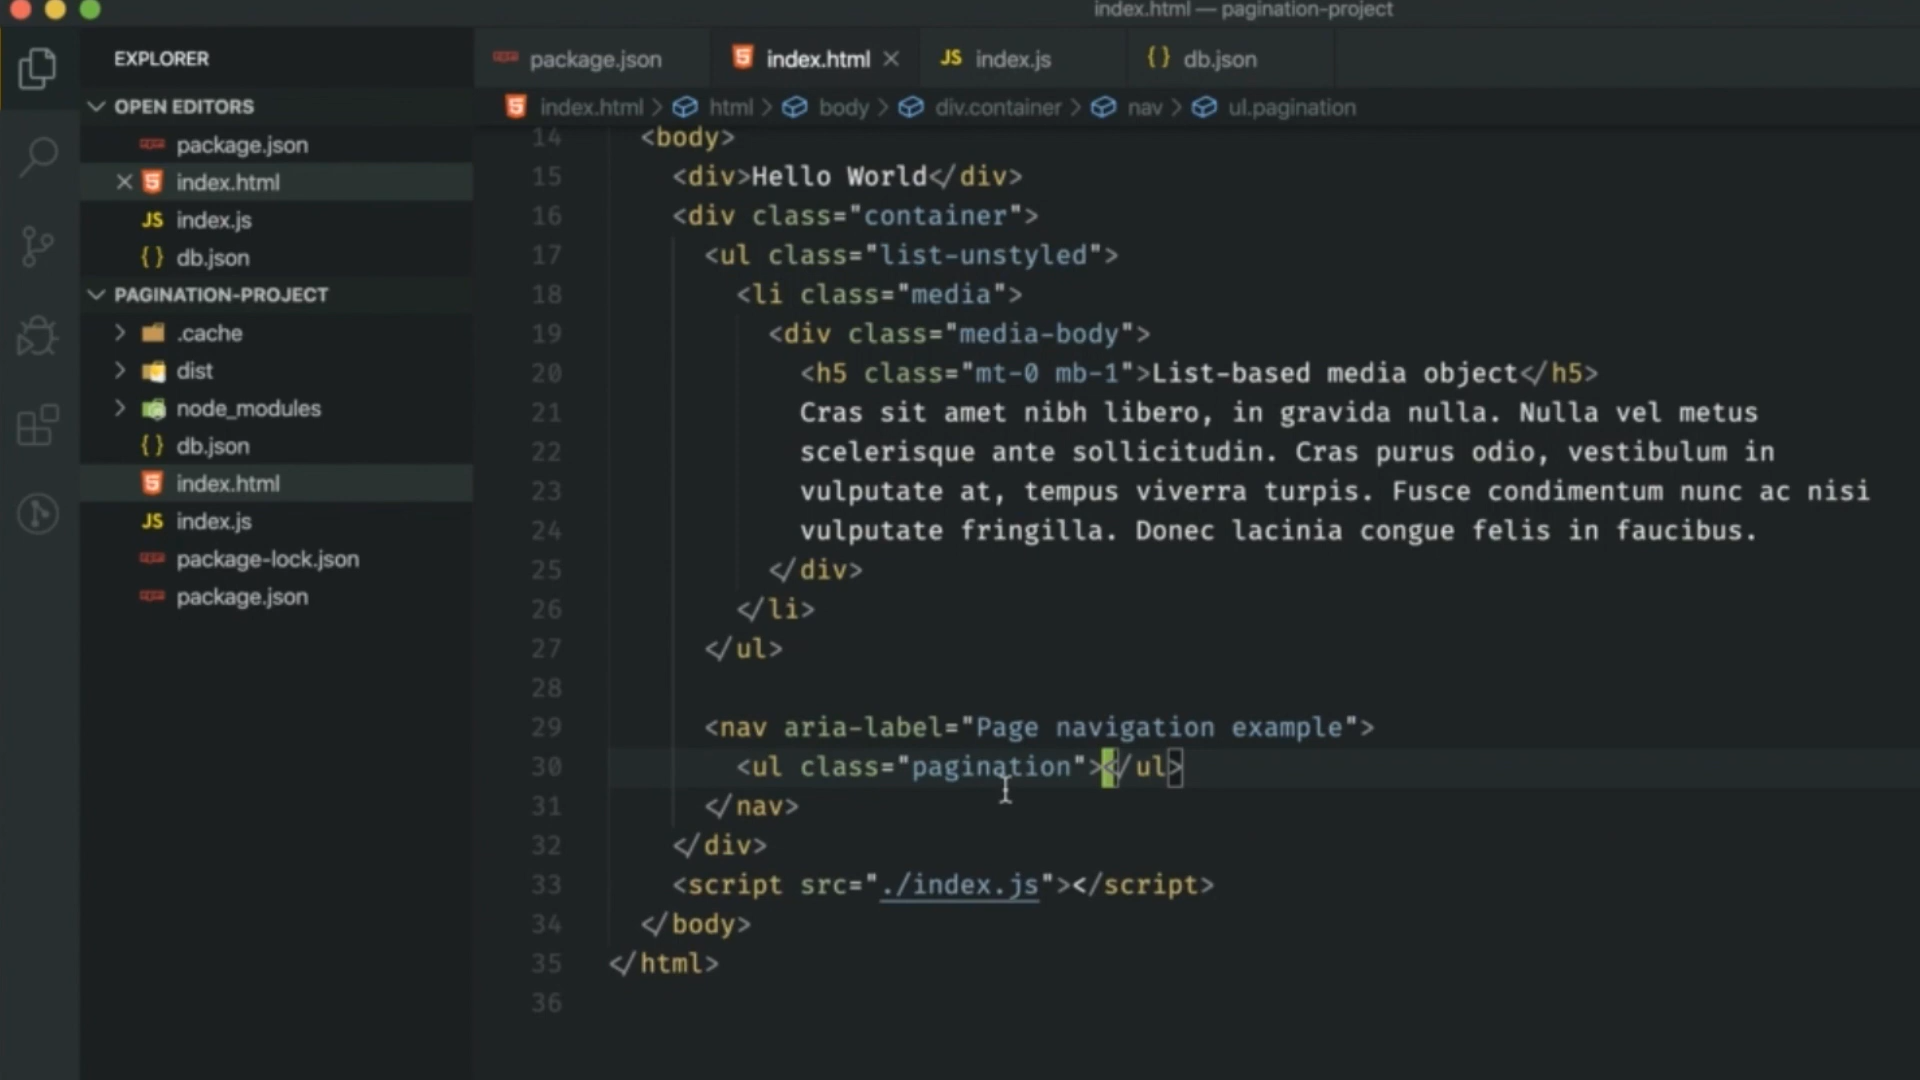 index.html — pagination-project
EXPLORER
OPEN EDITORS
package.json
index.html
JS index.js
{} db.json
PAGINATION-PROJECT
.cache
dist
node_modules
{} db.json
index.html
JS index.js
package-lock.json
package.json
package.json
index.html
JS index.js
{} db.json
index.html > html > body > div.container > nav > ul.pagination
14 <body>
15 <div>Hello World</div>
16 <div class="container">
17 <ul class="list-unstyled">
18 <li class="media">
19 <div class="media-body">
20 <h5 class="mt-0 mb-1">List-based media object</h5>
21 Cras sit amet nibh libero, in gravida nulla. Nulla vel metus
22 scelerisque ante sollicitudin. Cras purus odio, vestibulum in
23 vulputate at, tempus viverra turpis. Fusce condimentum nunc ac nisi
24 vulputate fringilla. Donec lacinia congue felis in faucibus.
25 </div>
26 </li>
27 </ul>
28
29 <nav aria-label="Page navigation example">
30 <ul class="pagination"></ul>
31 </nav>
32 </div>
33 <script src="./index.js"></script>
34 </body>
35 </html>
36